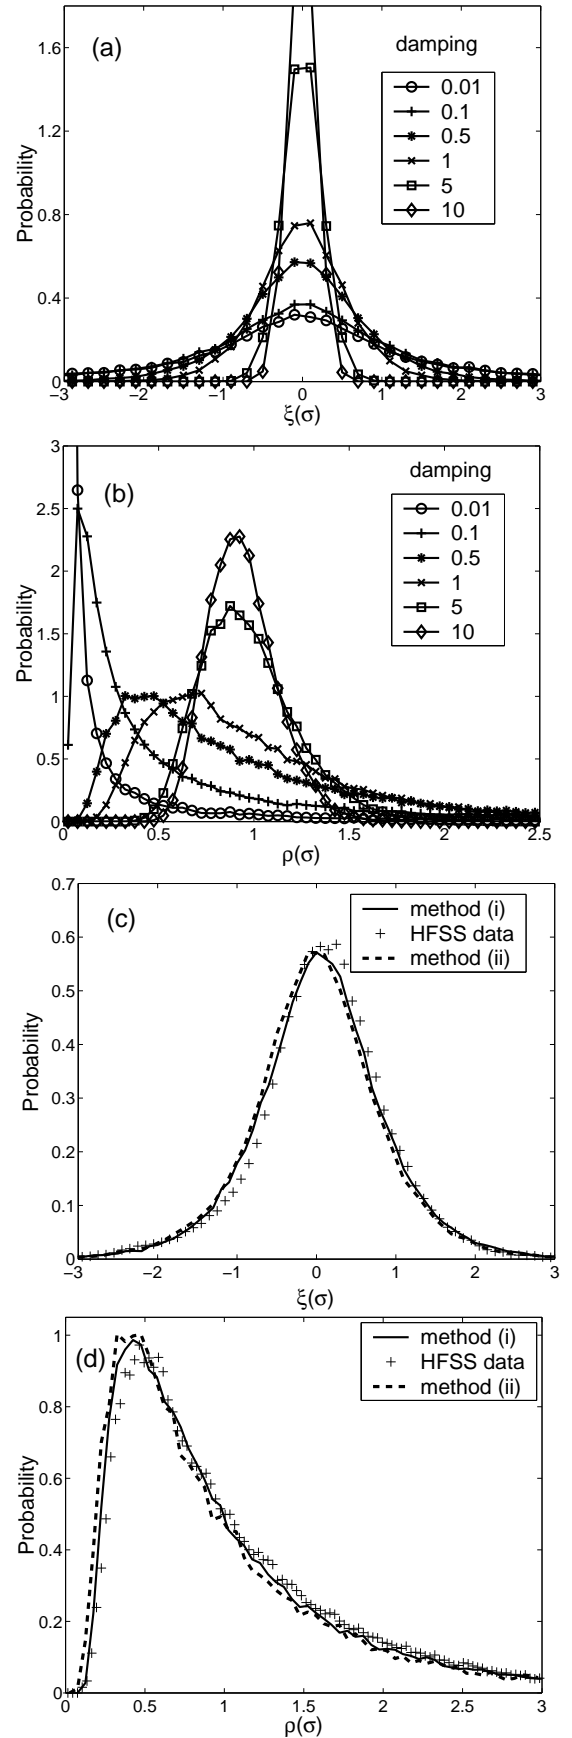 (a)
damping
0.01
0.1
0.5
1
5
10
Probability
1.6
1.2
0.8
0.4
0
−3 −2 −1 0 1 2 3
ξ(σ)
(b)
damping
0.01
0.1
0.5
1
5
10
Probability
3
2.5
2
1.5
1
0.5
0
0 0.5 1 1.5 2 2.5
ρ(σ)
(c)
method (i)
HFSS data
method (ii)
Probability
0.7
0.6
0.5
0.4
0.3
0.2
0.1
0
−3 −2 −1 0 1 2 3
ξ(σ)
(d)
method (i)
HFSS data
method (ii)
Probability
1
0.8
0.6
0.4
0.2
0
0 0.5 1 1.5 2 2.5 3
ρ(σ)